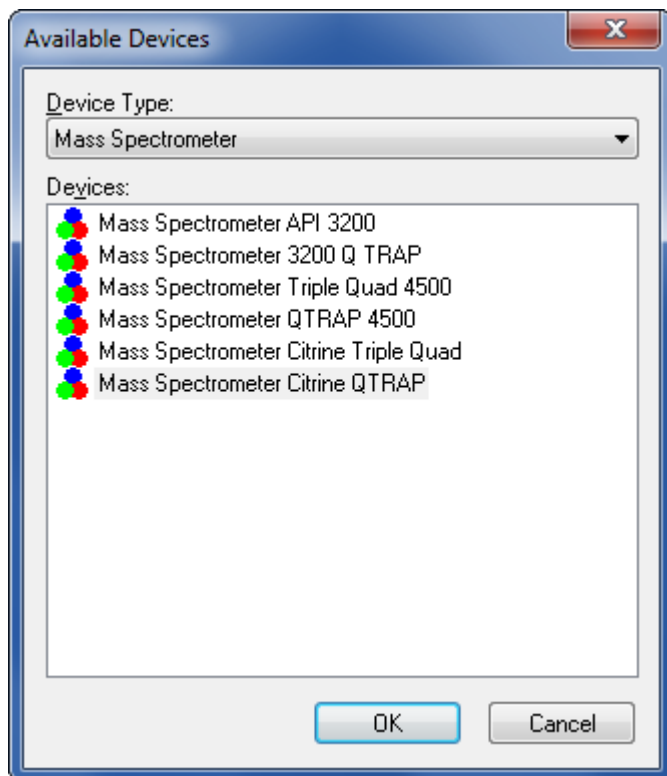 Available Devices
Device Type:
Mass Spectrometer
Devices:
Mass Spectrometer API 3200
Mass Spectrometer 3200 Q TRAP
Mass Spectrometer Triple Quad 4500
Mass Spectrometer QTRAP 4500
Mass Spectrometer Citrine Triple Quad
Mass Spectrometer Citrine QTRAP
OK Cancel